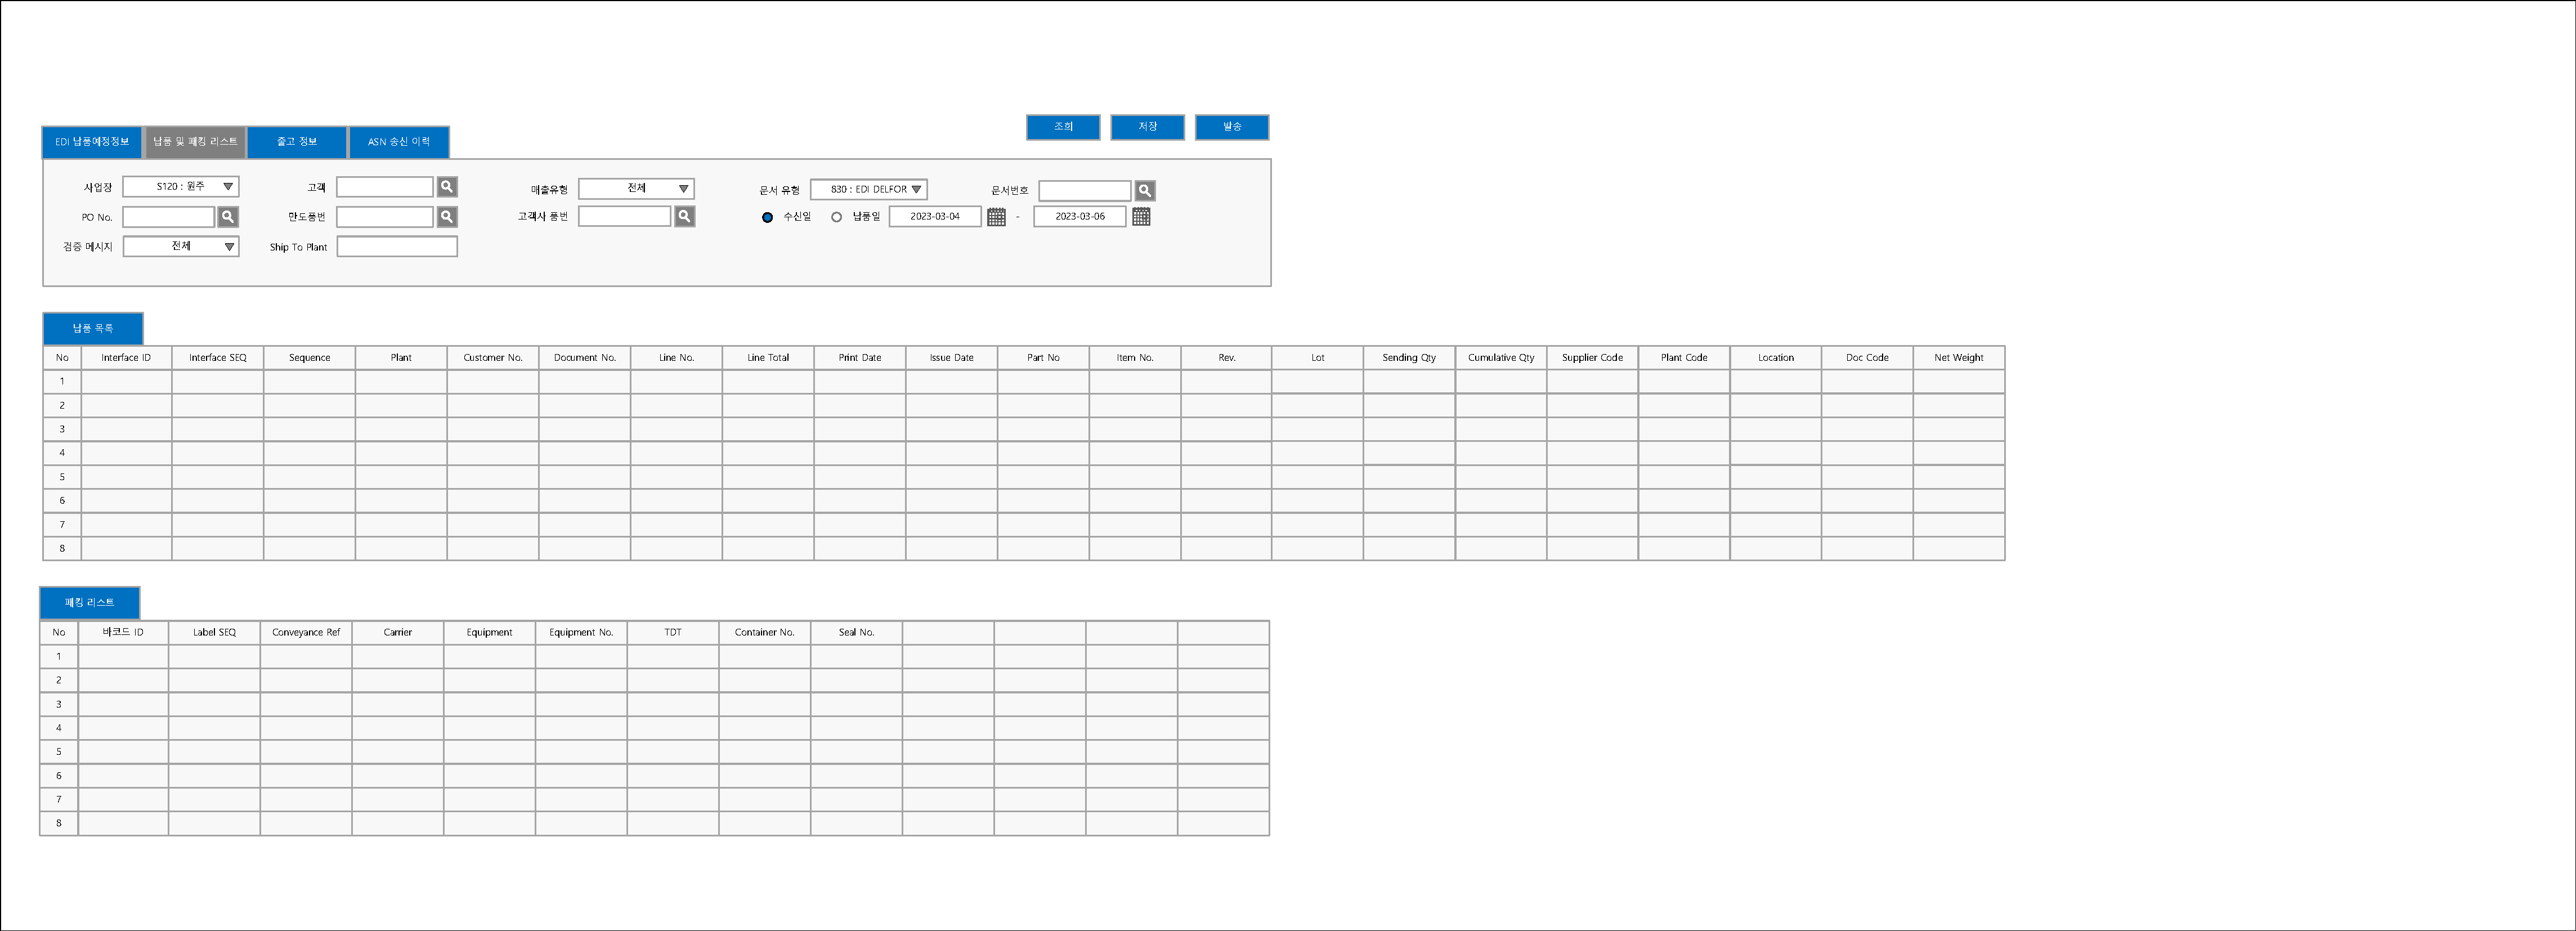 조회 저장 발송
EDI 납품예정정보 납품 및 패킹 리스트 출고 정보 ASN 송신 이력
사업장 S120 : 원주 고객 매출유형 전체 문서 유형 830 : EDI DELFOR 문서번호
PO No. 만도품번 고객사 품번 수신일 납품일 2023-03-04 - 2023-03-06
검증 메시지 전체 Ship To Plant
납품 목록
No Interface ID Interface SEQ Sequence Plant Customer No. Document No. Line No. Line Total Print Date Issue Date Part No Item No. Rev. Lot Sending Qty Cumulative Qty Supplier Code Plant Code Location Doc Code Net Weight
1
2
3
4
5
6
7
8
패킹 리스트
No 바코드 ID Label SEQ Conveyance Ref Carrier Equipment Equipment No. TDT Container No. Seal No.
1
2
3
4
5
6
7
8